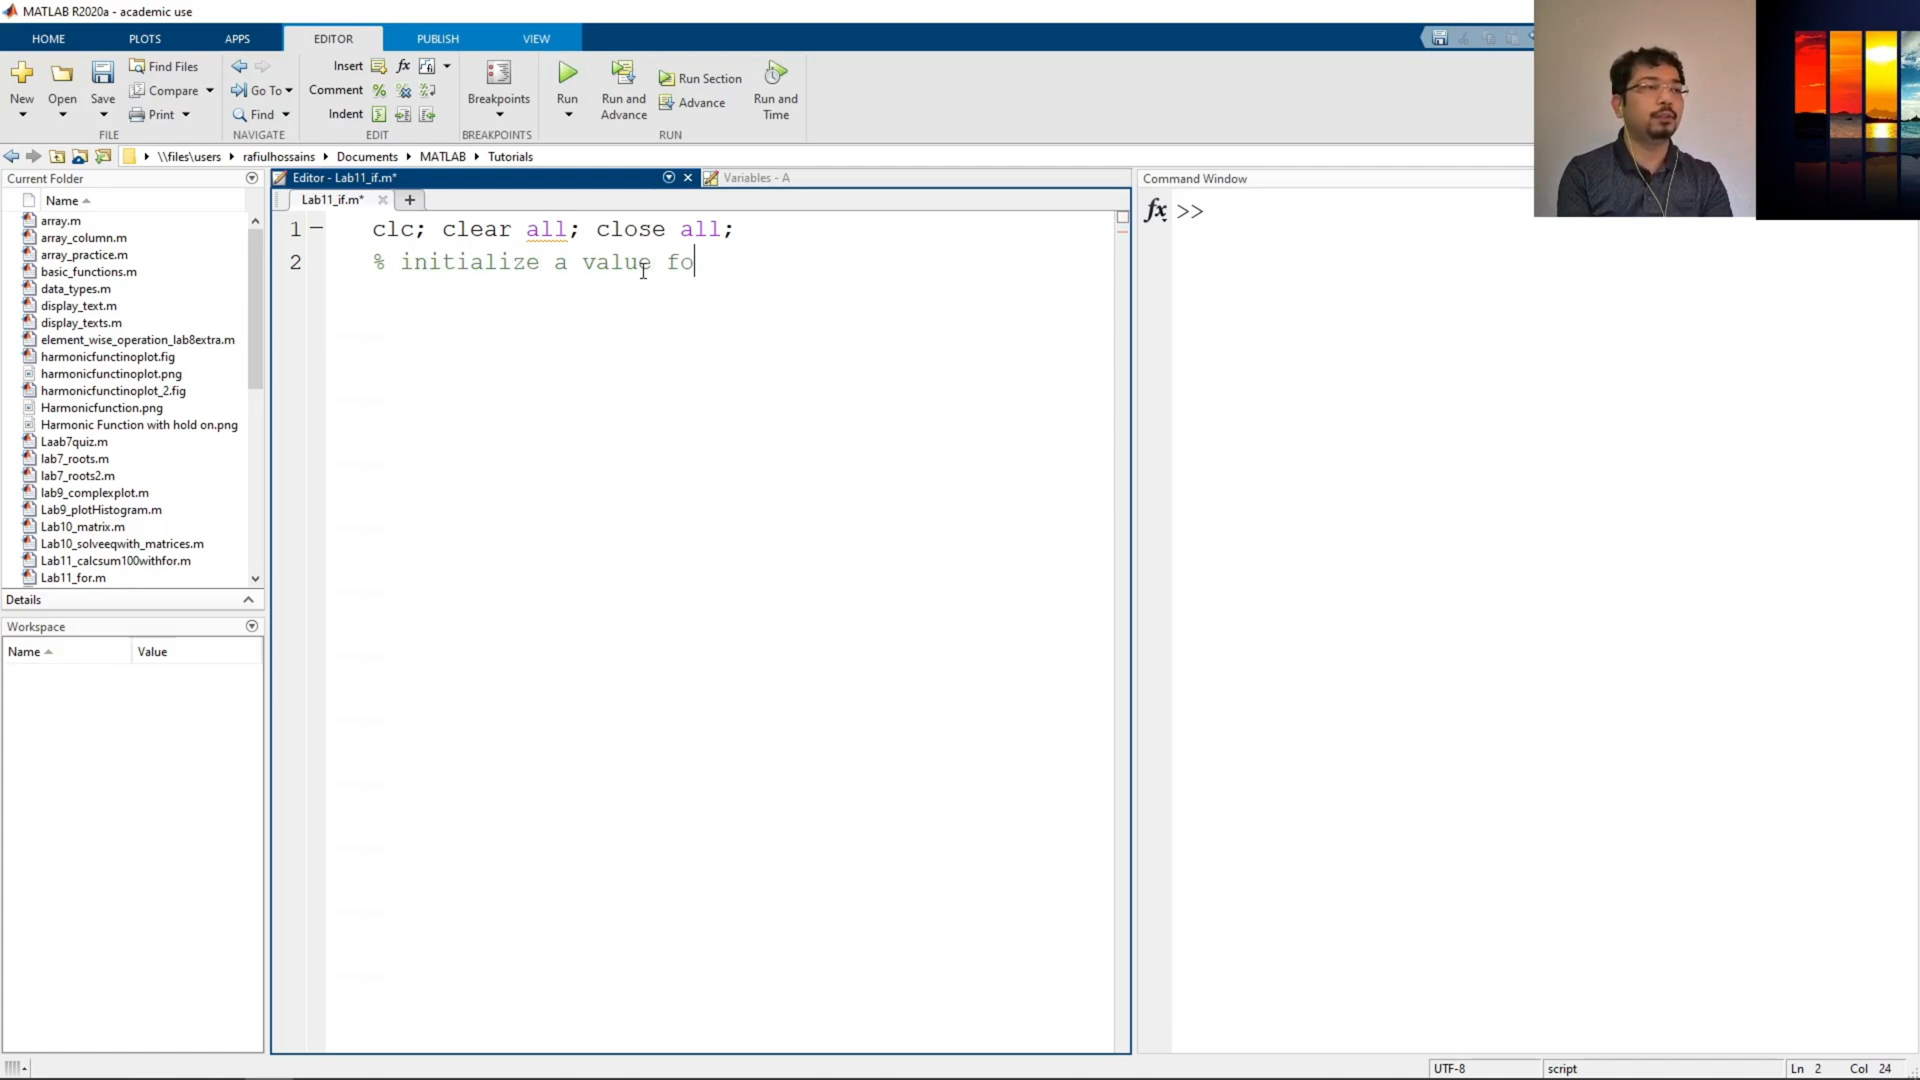 MATLAB R2020a - academic use
HOME PLOTS APPS EDITOR PUBLISH VIEW
New Open Save Find Files Compare Print
FILE
Go To Find
NAVIGATE
Insert fx
Comment
Indent
EDIT
Breakpoints
BREAKPOINTS
Run Run and Advance Run Section Advance Run and Time
RUN
\\files\users rafiulhossains Documents MATLAB Tutorials
Current Folder
Name
array.m
array_column.m
array_practice.m
basic_functions.m
data_types.m
display_text.m
display_texts.m
element_wise_operation_lab8extra.m
harmonicfunctinoplot.fig
harmonicfunctinoplot.png
harmonicfunctinoplot_2.fig
Harmonicfunction.png
Harmonic Function with hold on.png
Laab7quiz.m
lab7_roots.m
lab7_roots2.m
lab9_complexplot.m
Lab9_plotHistogram.m
Lab10_matrix.m
Lab10_solveeqwith_matrices.m
Lab11_calcsum100withfor.m
Lab11_for.m
Details
Workspace
Name Value
Editor - Lab11_if.m* Variables - A
Lab11_if.m* +
1 clc; clear all; close all;
2 % initialize a value fo
Command Window
fx >>
UTF-8 script Ln 2 Col 24